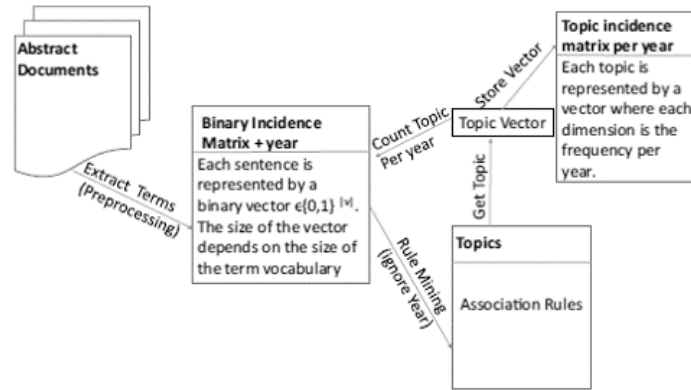 Abstract
Documents
Extract Terms
(Preprocessing)
Binary Incidence
Matrix + year
Each sentence is
represented by a
binary vector ϵ{0,1} |v|.
The size of the vector
depends on the size of
the term vocabulary
Count Topic
Per year
Rule Mining
(ignore Year)
Topics
Association Rules
Get Topic
Topic Vector
Store Vector
Topic incidence
matrix per year
Each topic is
represented by a
vector where each
dimension is the
frequency per
year.